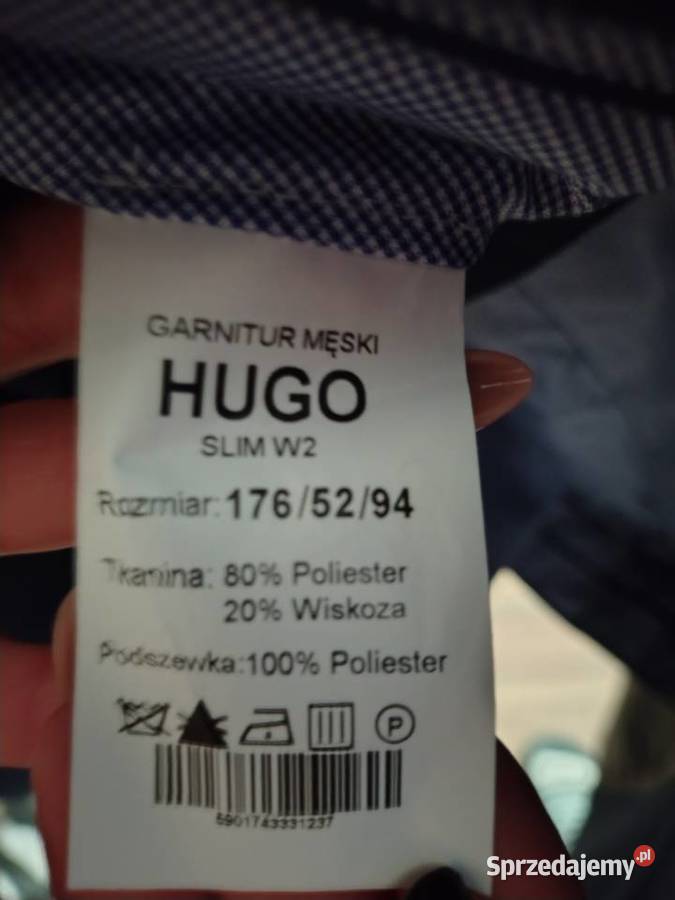 GARNITUR MĘSKI
HUGO
SLIM W2
Rozmiar: 176/52/94
Tkanina: 80% Poliester
20% Wiskoza
Podszewka: 100% Poliester
P
5901743331237
Sprzedajemy.pl